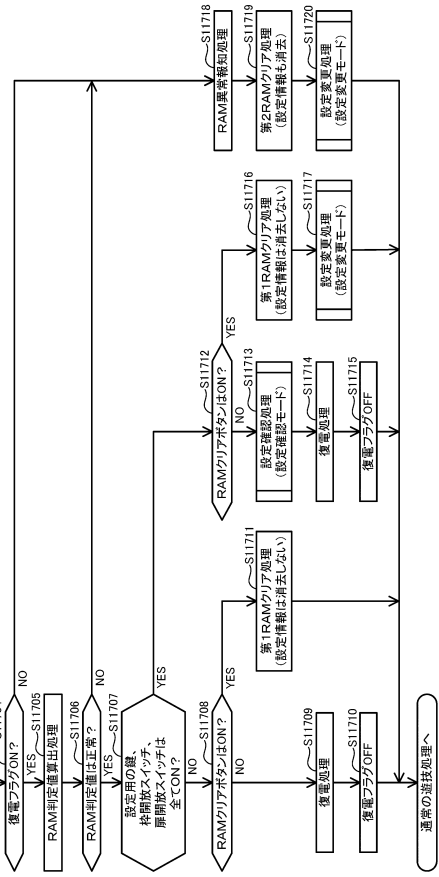 復電フラグON?
NO
YES
S11705
RAM判定値算出処理
S11706
RAM判定値は正常?
NO
YES
S11707
設定用の鍵、
枠開放スイッチ、
扉開放スイッチは
全てON?
YES
NO
S11708
RAMクリアボタンはON?
YES
NO
S11709
復電処理
S11710
復電フラグOFF
S11711
第1RAMクリア処理
(設定情報は消去しない)
S11712
RAMクリアボタンはON?
YES
NO
S11713
設定確認処理
(設定確認モード)
S11714
復電処理
S11715
復電フラグOFF
S11716
第1RAMクリア処理
(設定情報は消去しない)
S11717
設定変更処理
(設定変更モード)
S11718
RAM異常報知処理
S11719
第2RAMクリア処理
(設定情報も消去)
S11720
設定変更処理
(設定変更モード)
通常の遊技処理へ